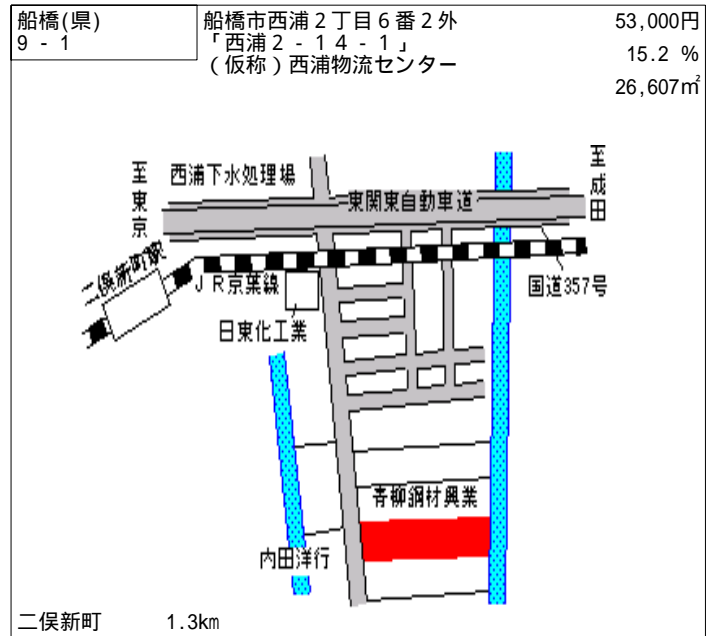 船橋(県)
9 - 1
船橋市西浦２丁目６番２外
「西浦２‐１４‐１」
（仮称）西浦物流センター
53,000円
15.2 %
26,607㎡
至東京
西浦下水処理場
東関東自動車道
至成田
二俣新町駅
ＪＲ京葉線
国道357号
日東化工業
青柳鋼材興業
内田洋行
二俣新町 1.3km